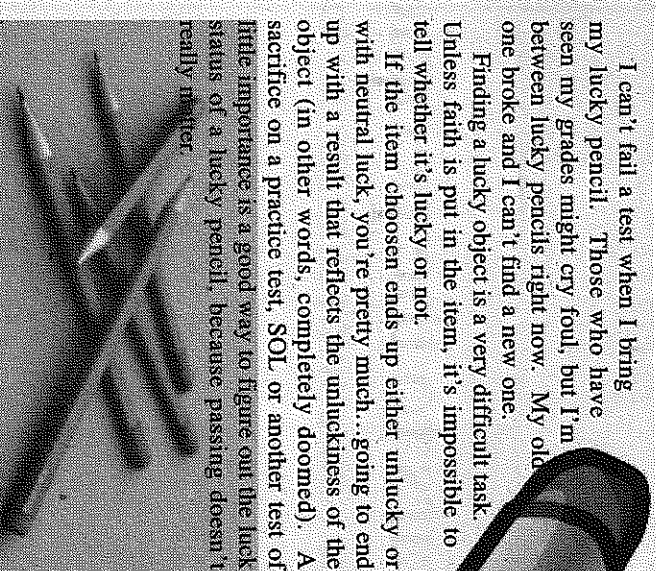 I can't fail a test when I bring
my lucky pencil. Those who have
seen my grades might cry foul, but I'm
between lucky pencils right now. My old
one broke and I can't find a new one.
Finding a lucky object is a very difficult task.
Unless faith is put in the item, it's impossible to
tell whether it's lucky or not.
If the item choosen ends up either unlucky or
with neutral luck, you're pretty much...going to end
up with a result that reflects the unluckiness of the
object (in other words, completely doomed). A
sacrifice on a practice test, SOL or another test of
little importance is a good way to figure out the luck
status of a lucky pencil, because passing doesn't
really matter.